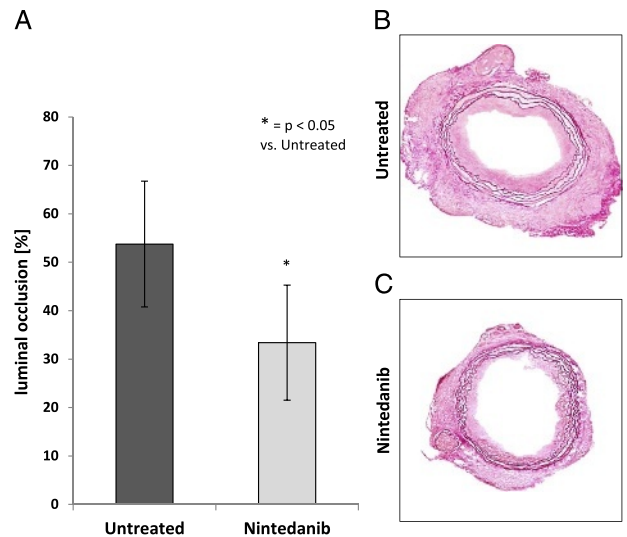 A
80
70
60
50
40
30
20
10
0
luminal occlusion [%]
* = p < 0.05
vs. Untreated
*
Untreated
Nintedanib
B
Untreated
C
Nintedanib